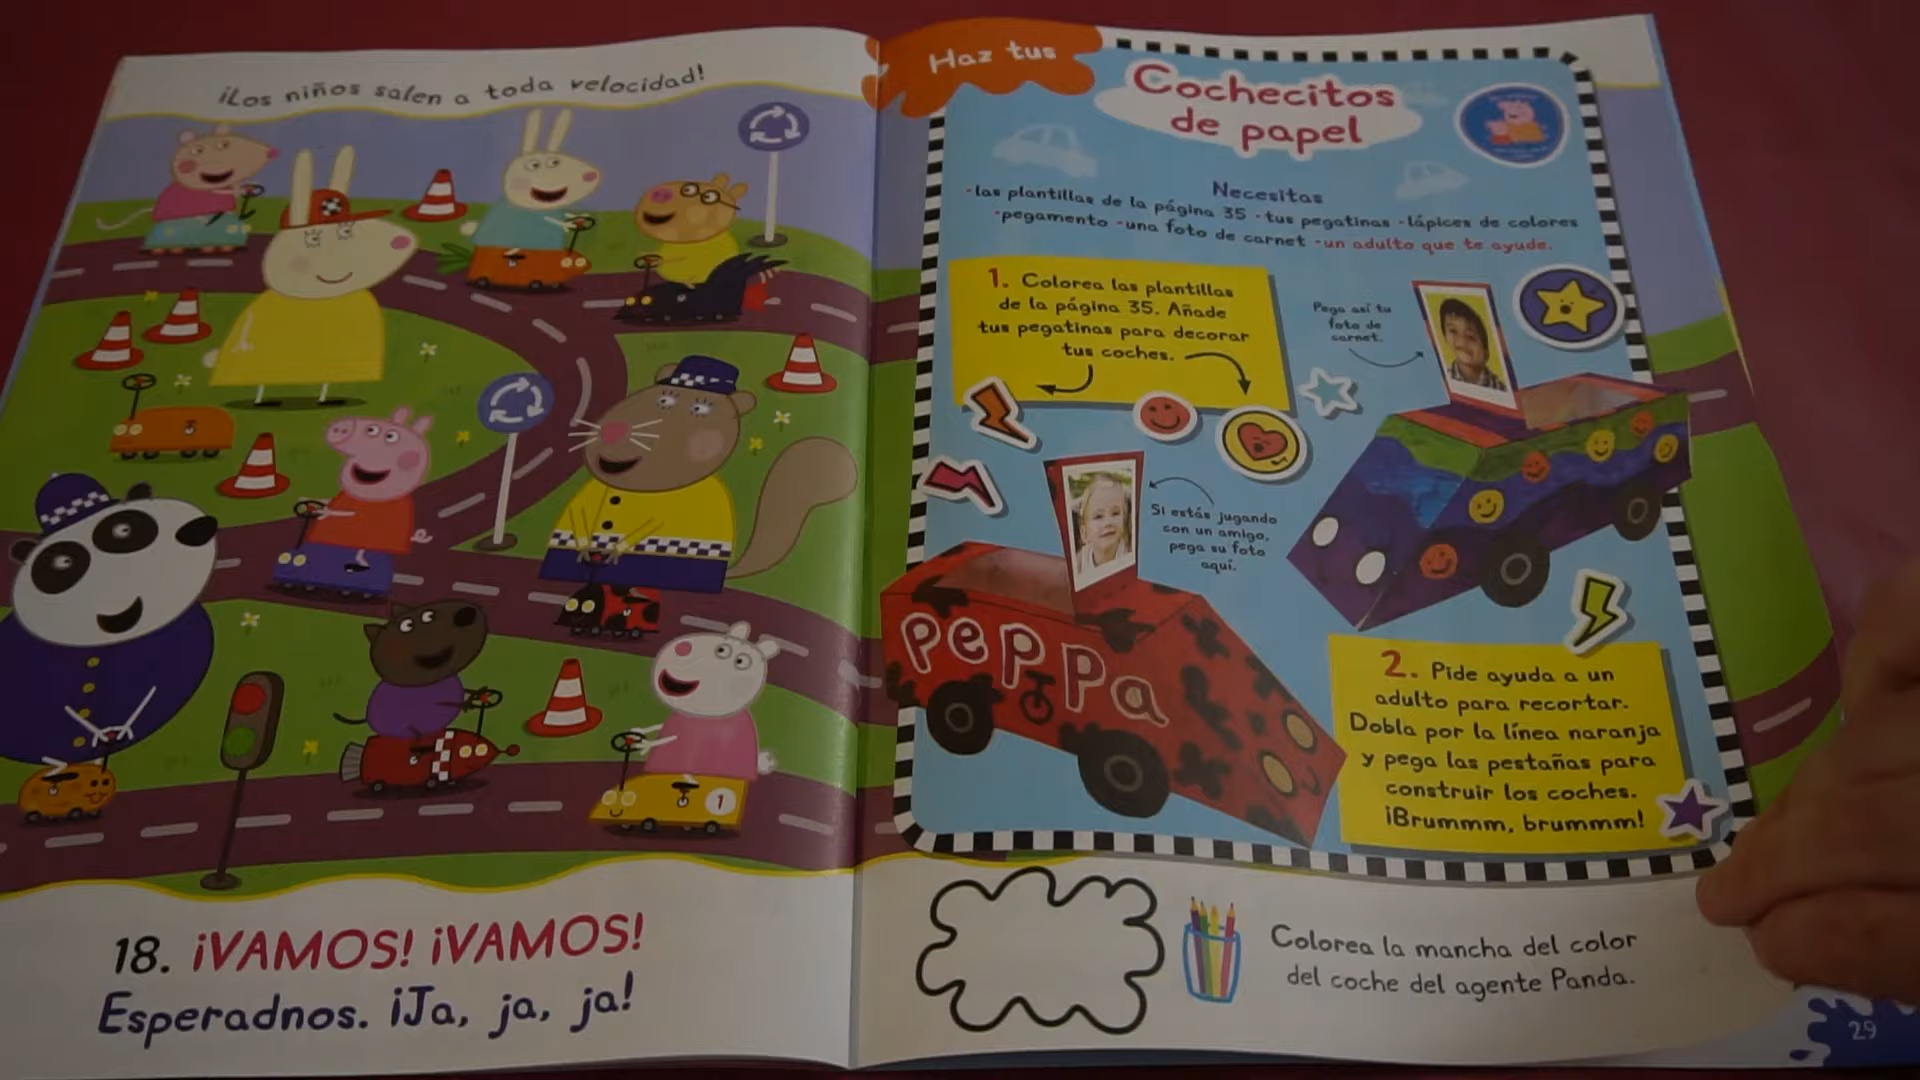 ¡Los niños salen a toda velocidad!
1
18. ¡VAMOS! ¡VAMOS!
Esperadnos. ¡Ja, ja, ja!
Haz tus
Cochecitos
de papel
Necesitas
-las plantillas de la página 35 -tus pegatinas -lápices de colores
-pegamento -una foto de carnet -un adulto que te ayude.
1. Colorea las plantillas
de la página 35. Añade
tus pegatinas para decorar
tus coches.
Pega así tu
foto de
carnet.
Si estás jugando
con un amigo,
pega su foto
aquí.
PePPa
2. Pide ayuda a un
adulto para recortar.
Dobla por la línea naranja
y pega las pestañas para
construir los coches.
¡Brummm, brummm!
Colorea la mancha del color
del coche del agente Panda.
29